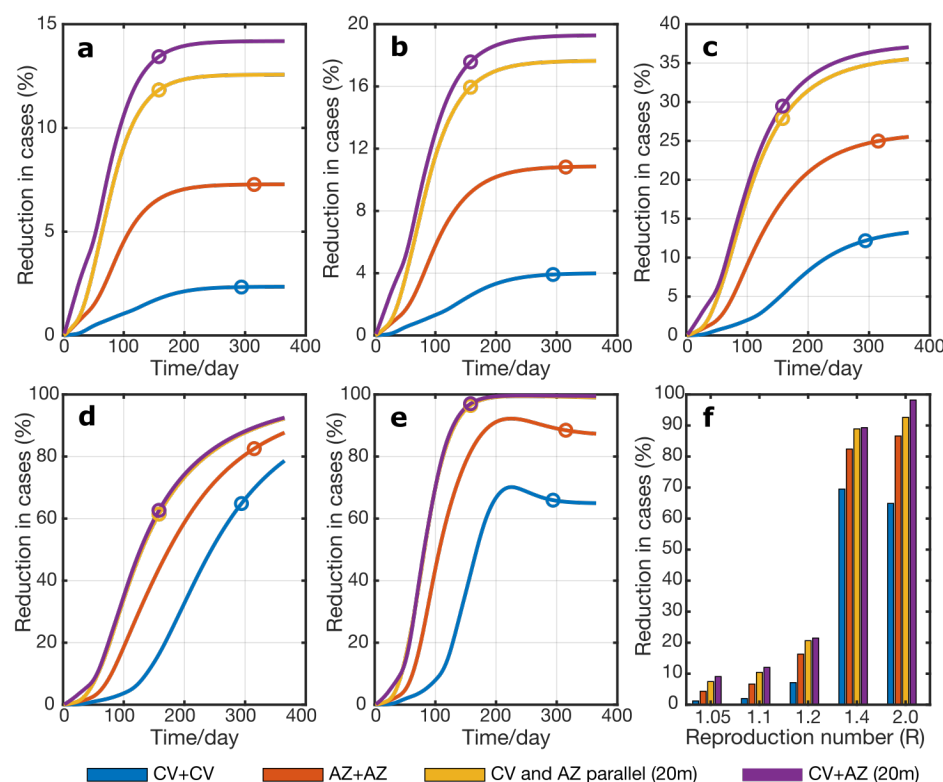 a
Reduction in cases (%)
15
10
5
0
0 100 200 300 400
Time/day
b
Reduction in cases (%)
20
16
12
8
4
0
0 100 200 300 400
Time/day
c
Reduction in cases (%)
40
35
30
25
20
15
10
5
0
0 100 200 300 400
Time/day
d
Reduction in cases (%)
100
80
60
40
20
0
0 100 200 300 400
Time/day
e
Reduction in cases (%)
100
80
60
40
20
0
0 100 200 300 400
Time/day
f
Reduction in cases (%)
100
90
80
70
60
50
40
30
20
10
0
1.05 1.1 1.2 1.4 2.0
Reproduction number (R)
CV+CV AZ+AZ CV and AZ parallel (20m) CV+AZ (20m)